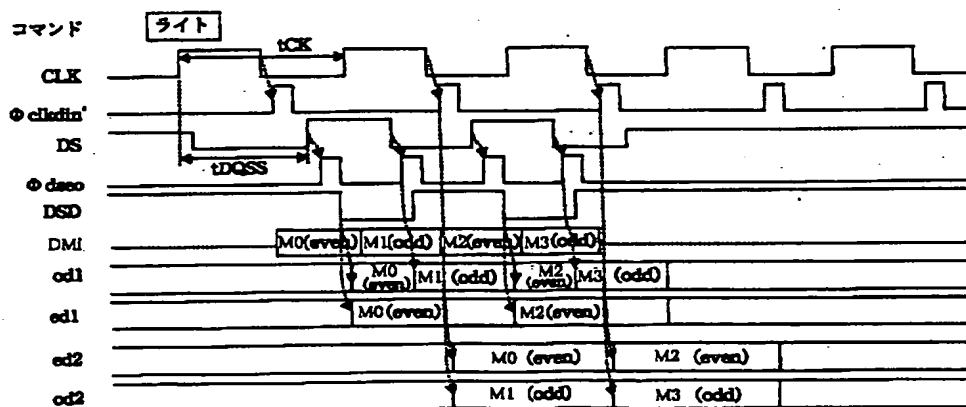 コマンド ライト
tCK
CLK
Φclkdin'
DS
tDQSS
Φdseo
DSD
DMI M0(even) M1(odd) M2(even) M3(odd)
od1 M0 (even) M1 (odd) M2 (even) M3 (odd)
ed1 M0(even) M2(even)
ed2 M0 (even) M2 (even)
od2 M1 (odd) M3 (odd)